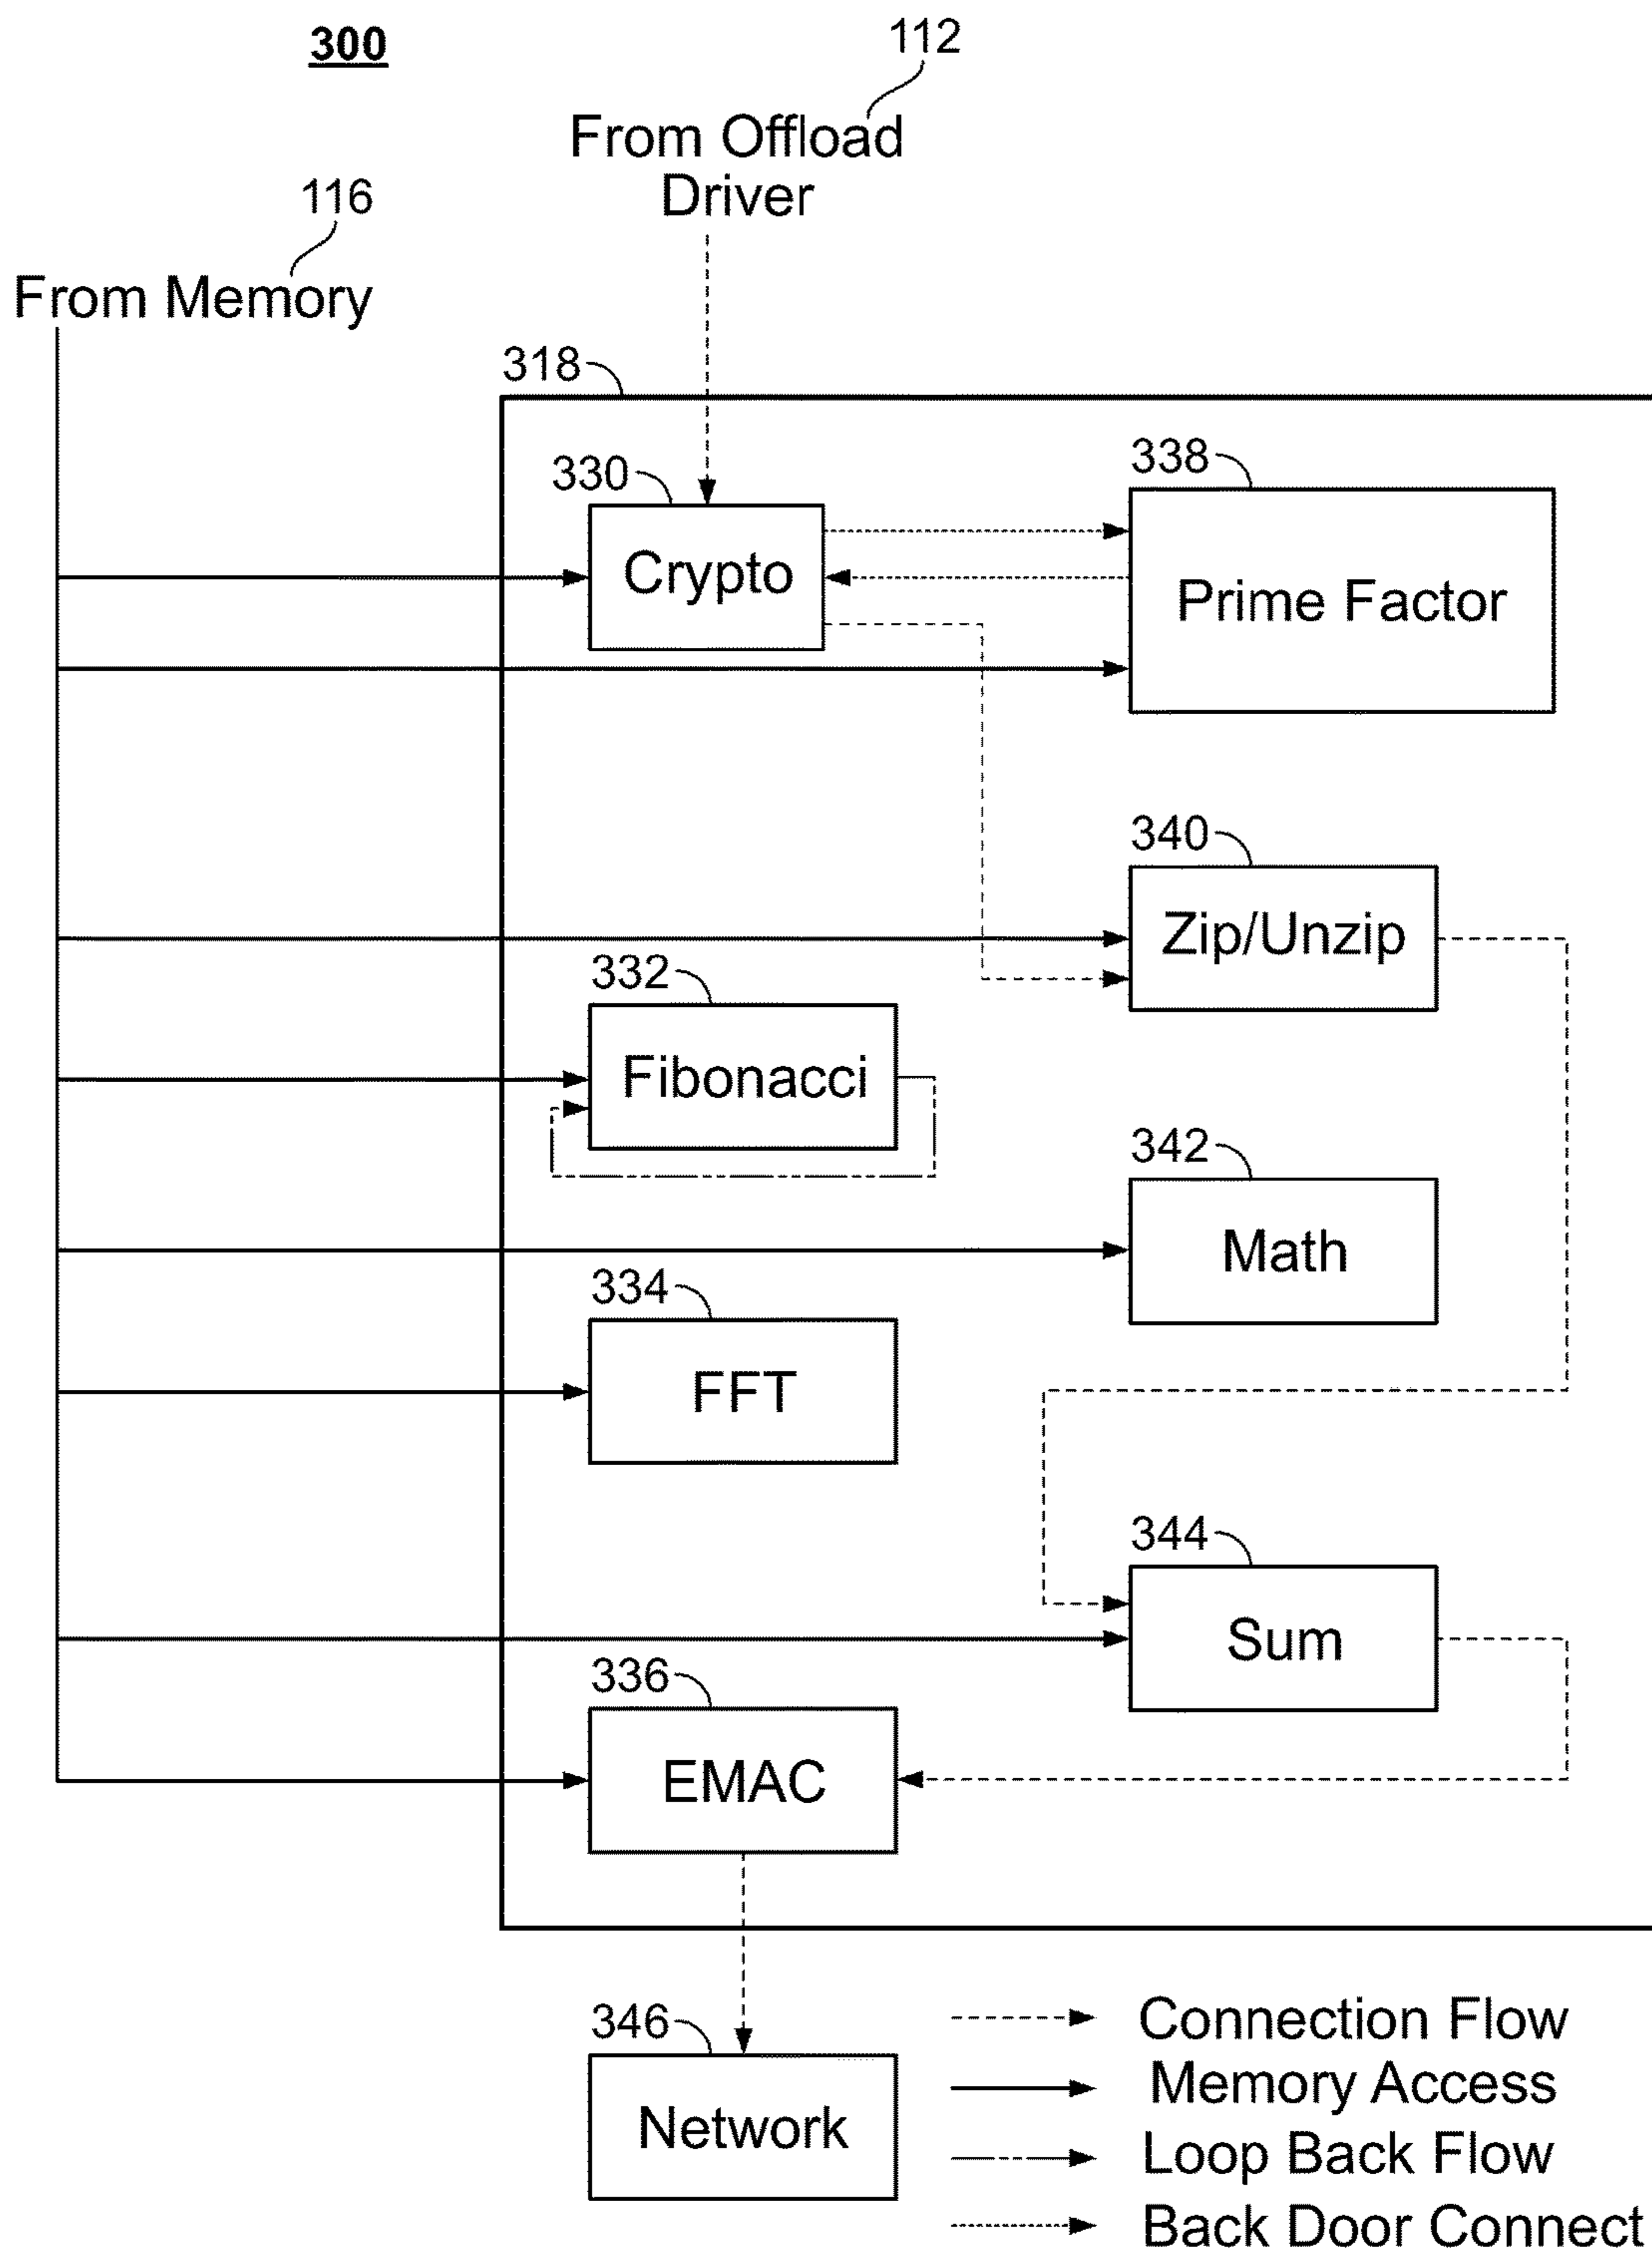 300
112
From Offload
Driver
116
From Memory
318
330
338
Crypto
Prime Factor
340
Zip/Unzip
332
Fibonacci
342
Math
334
FFT
344
Sum
336
EMAC
346
Network
Connection Flow
Memory Access
Loop Back Flow
Back Door Connect